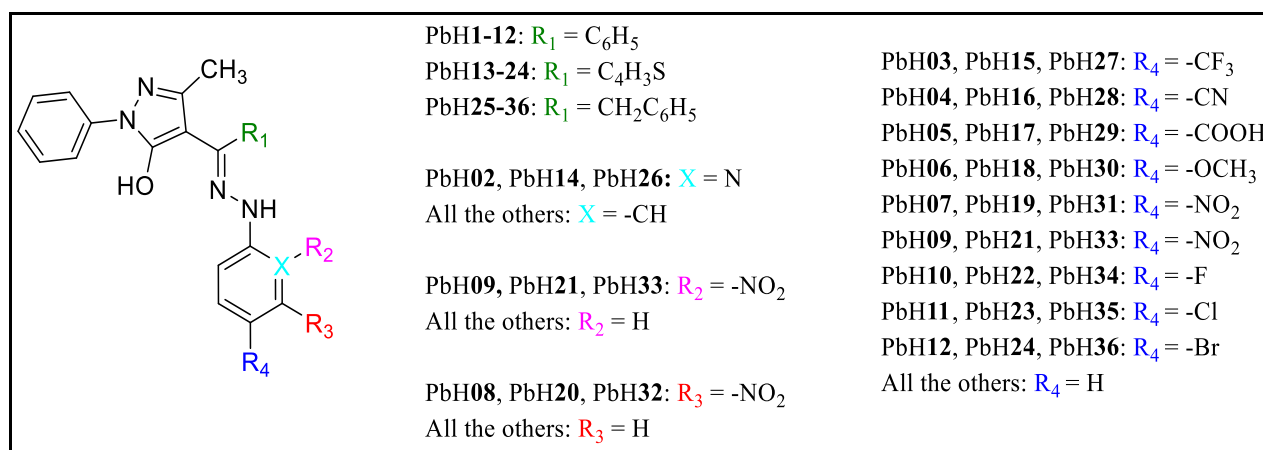 N
N
CH₃
HO
R₁
N
NH
X
R₂
R₃
R₄
PbH1-12: R₁ = C₆H₅
PbH13-24: R₁ = C₄H₃S
PbH25-36: R₁ = CH₂C₆H₅
PbH02, PbH14, PbH26: X = N
All the others: X = -CH
PbH09, PbH21, PbH33: R₂ = -NO₂
All the others: R₂ = H
PbH08, PbH20, PbH32: R₃ = -NO₂
All the others: R₃ = H
PbH03, PbH15, PbH27: R₄ = -CF₃
PbH04, PbH16, PbH28: R₄ = -CN
PbH05, PbH17, PbH29: R₄ = -COOH
PbH06, PbH18, PbH30: R₄ = -OCH₃
PbH07, PbH19, PbH31: R₄ = -NO₂
PbH09, PbH21, PbH33: R₄ = -NO₂
PbH10, PbH22, PbH34: R₄ = -F
PbH11, PbH23, PbH35: R₄ = -Cl
PbH12, PbH24, PbH36: R₄ = -Br
All the others: R₄ = H